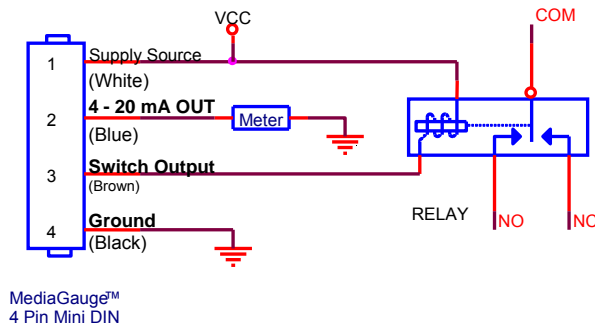 VCC
COM
1
Supply Source
(White)
2
4 - 20 mA OUT
(Blue)
Meter
3
Switch Output
(Brown)
RELAY
NO
NC
4
Ground
(Black)
MediaGauge™
4 Pin Mini DIN